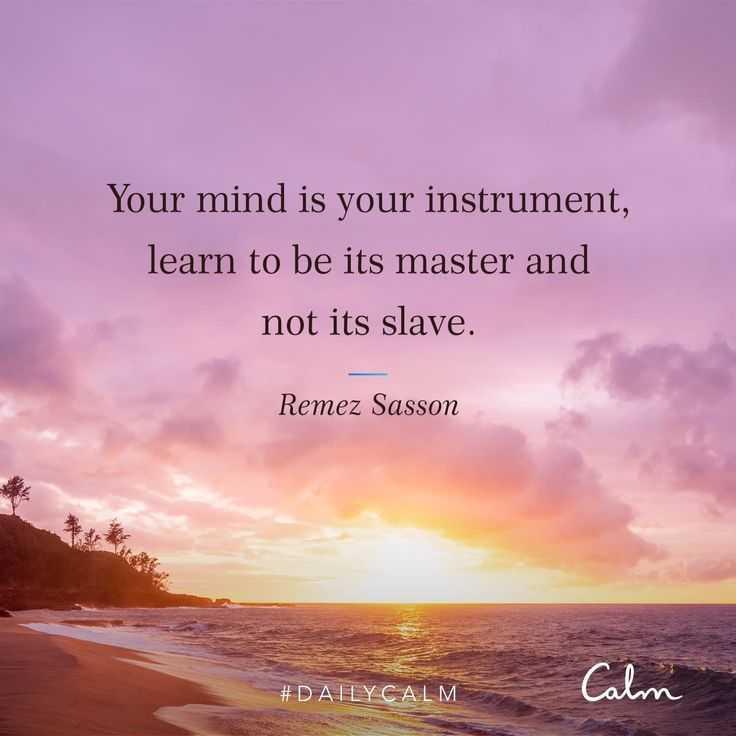 Your mind is your instrument,
learn to be its master and
not its slave.
Remez Sasson
#DAILYCALM
Calm